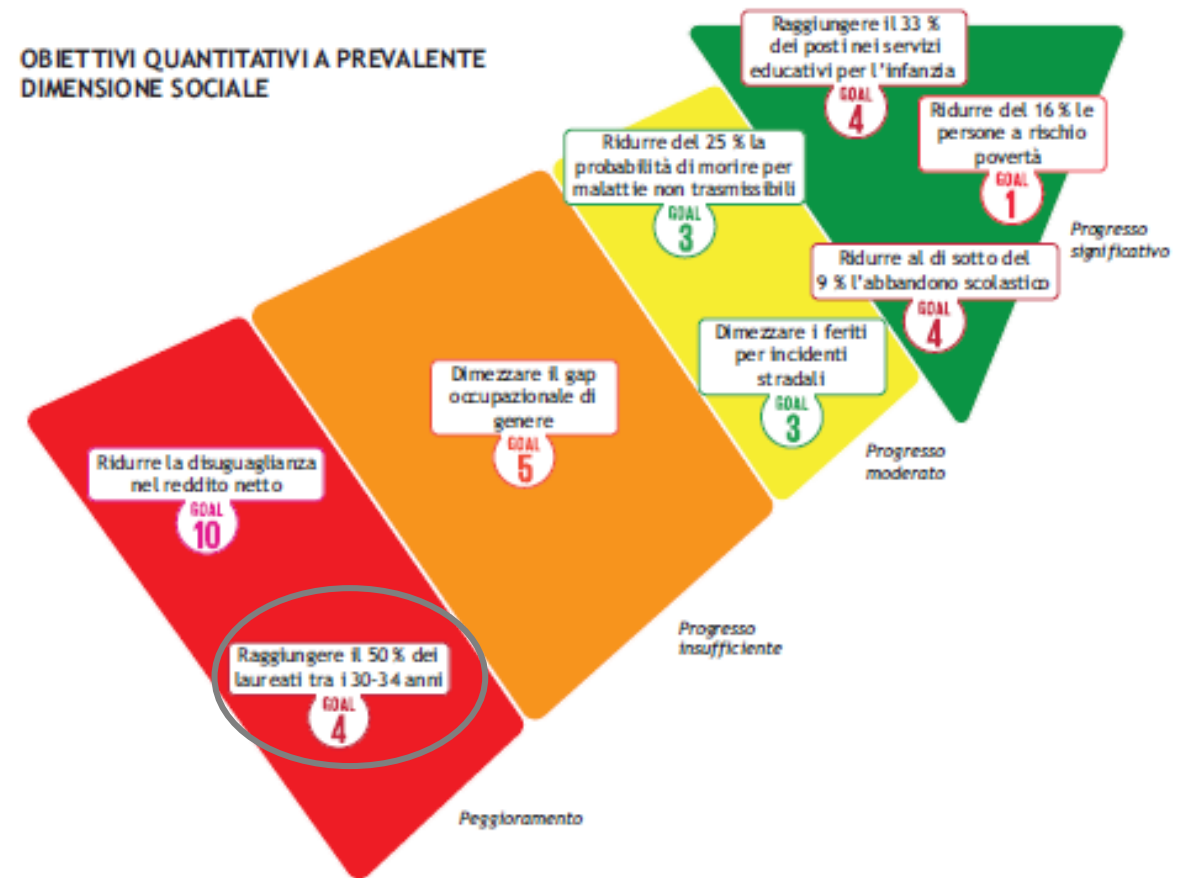 OBIETTIVI QUANTITATIVI A PREVALENTE
DIMENSIONE SOCIALE
Raggiungere il 33 %
dei posti nei servizi
educativi per l'infanzia
GOAL
4
Ridurre del 16 % le
persone a rischio
povertà
GOAL
1
Progresso
significativo
Ridurre del 25 % la
probabilità di morire per
malattie non trasmissibili
GOAL
3
Ridurre al di sotto del
9 % l'abbandono scolastico
GOAL
4
Dimezzare i feriti
per incidenti
stradali
GOAL
3
Progresso
moderato
Dimezzare il gap
occupazionale di
genere
GOAL
5
Progresso
insufficiente
Ridurre la disuguaglianza
nel reddito netto
GOAL
10
Raggiungere il 50 % dei
laureati tra i 30-34 anni
GOAL
4
Peggioramento